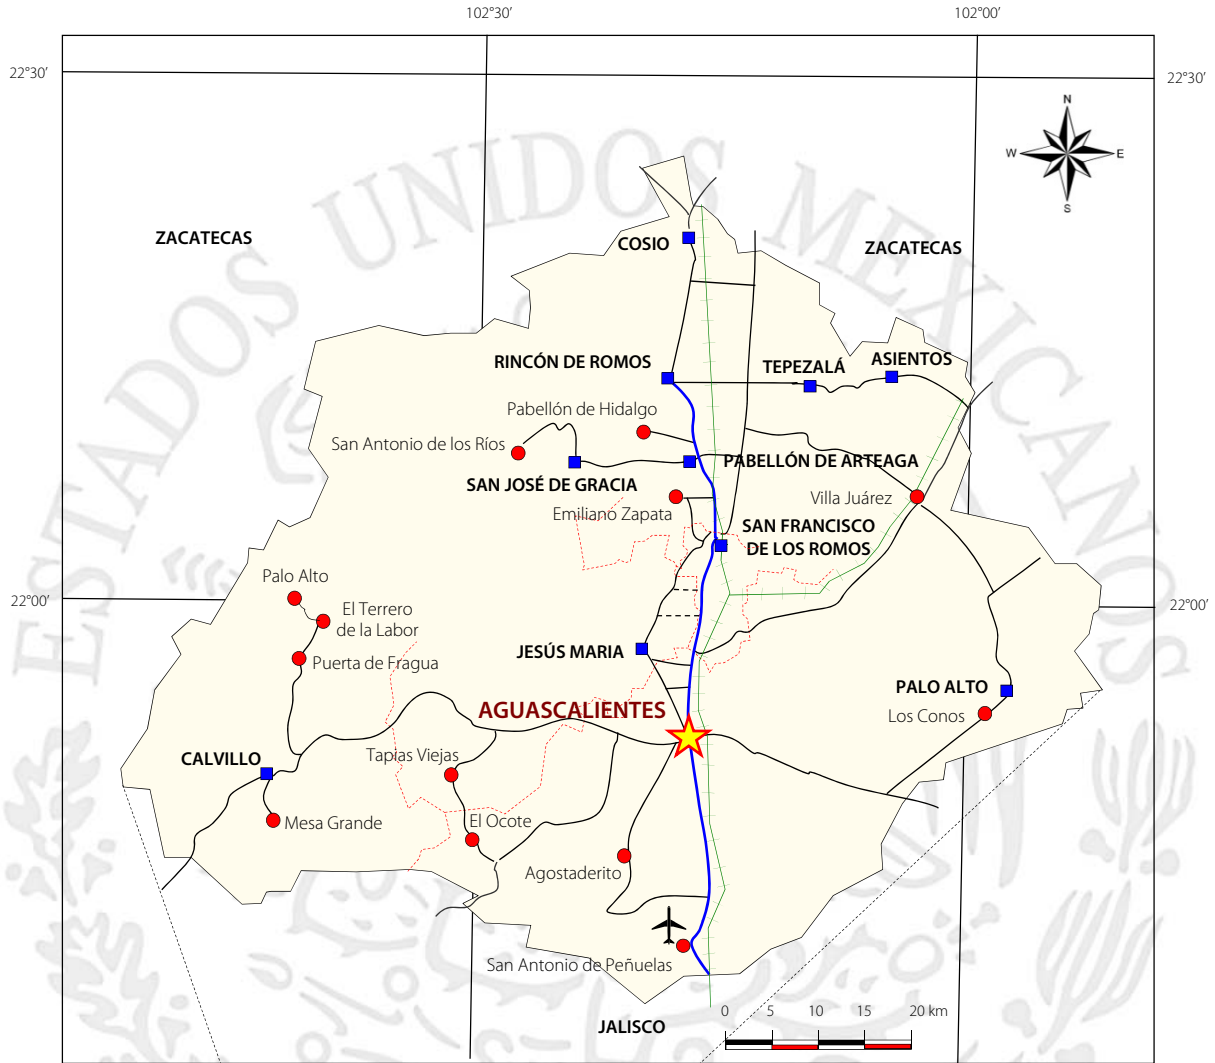 102°30′
102°00′
22°30′
22°30′
N
W
E
S
ESTADOS UNIDOS MEXICANOS
ZACATECAS
COSIO
ZACATECAS
RINCÓN DE ROMOS
TEPEZALÁ
ASIENTOS
Pabellón de Hidalgo
San Antonio de los Ríos
PABELLÓN DE ARTEAGA
SAN JOSÉ DE GRACIA
Villa Juárez
Emiliano Zapata
SAN FRANCISCO
DE LOS ROMOS
Palo Alto
22°00′
22°00′
El Terrero
de la Labor
JESÚS MARIA
Puerta de Fragua
PALO ALTO
AGUASCALIENTES
Los Conos
Tapias Viejas
CALVILLO
Mesa Grande
El Ocote
Agostaderito
San Antonio de Peñuelas
JALISCO
0
5
10
15
20 km